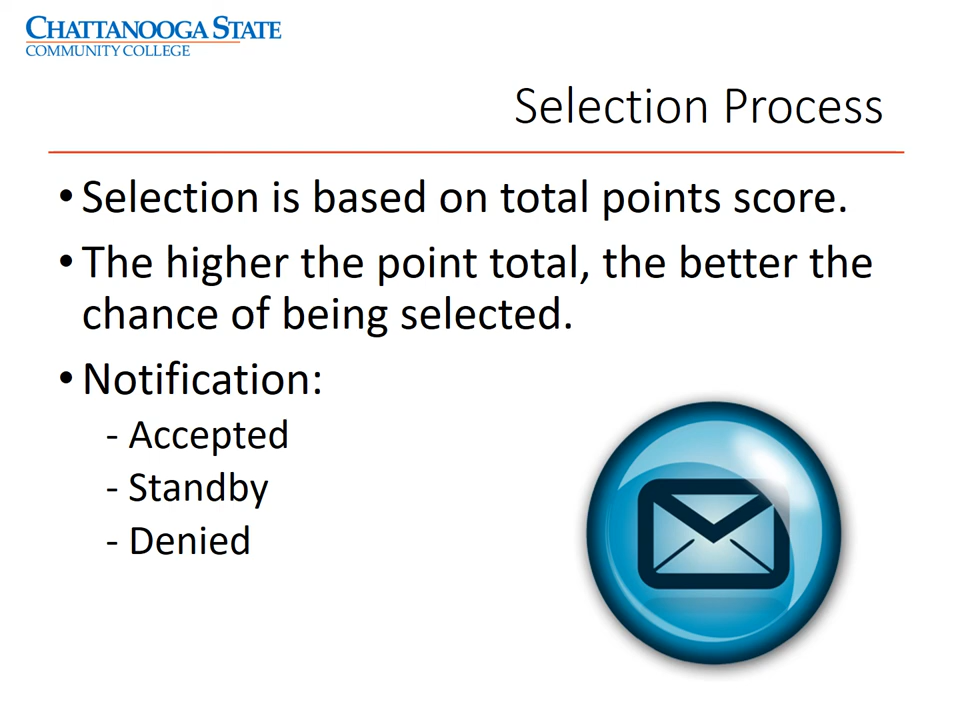 CHATTANOOGA STATE
COMMUNITY COLLEGE
Selection Process
• Selection is based on total points score.
• The higher the point total, the better the
chance of being selected.
• Notification:
- Accepted
- Standby
- Denied